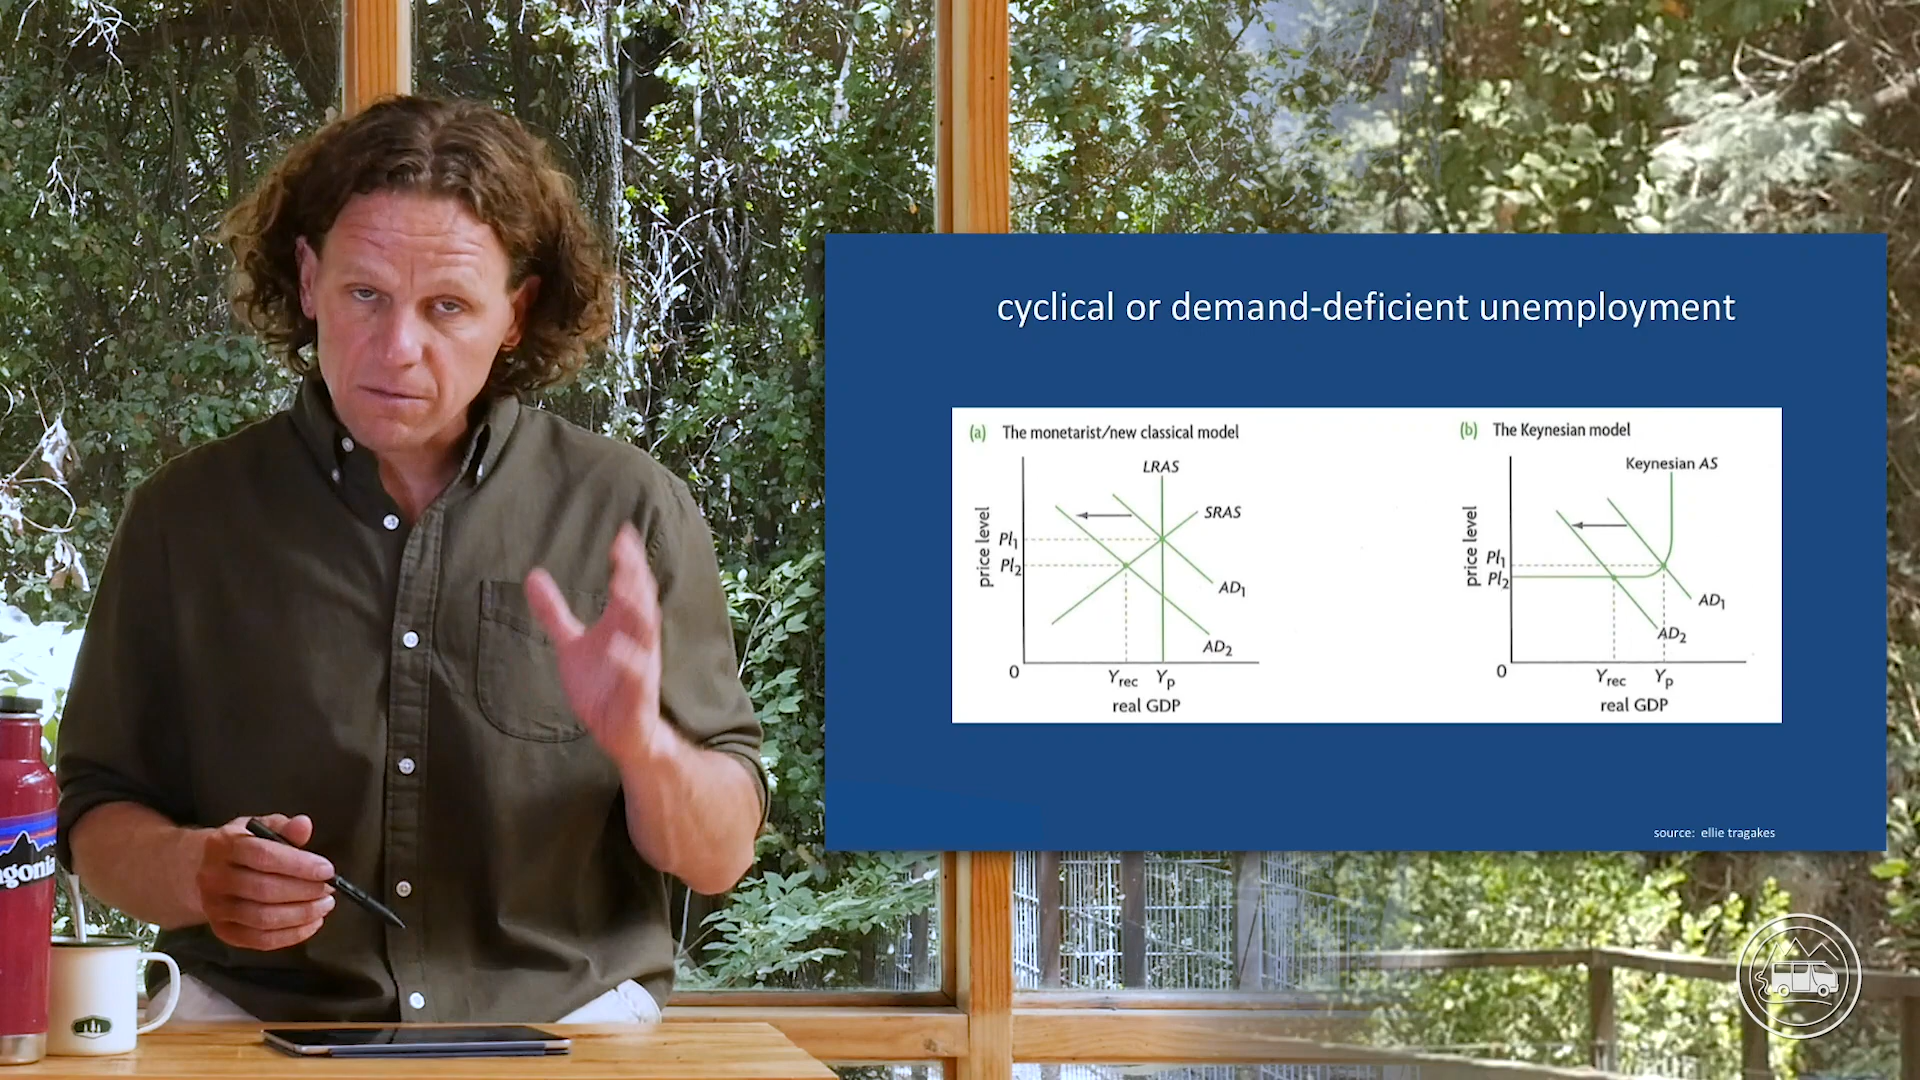 cyclical or demand-deficient unemployment
(a) The monetarist/new classical model
LRAS
SRAS
price level
Pl1
Pl2
AD1
AD2
0
Yrec
Yp
real GDP
(b) The Keynesian model
Keynesian AS
price level
Pl1
Pl2
AD1
AD2
0
Yrec
Yp
real GDP
source: ellie tragakes
agonia